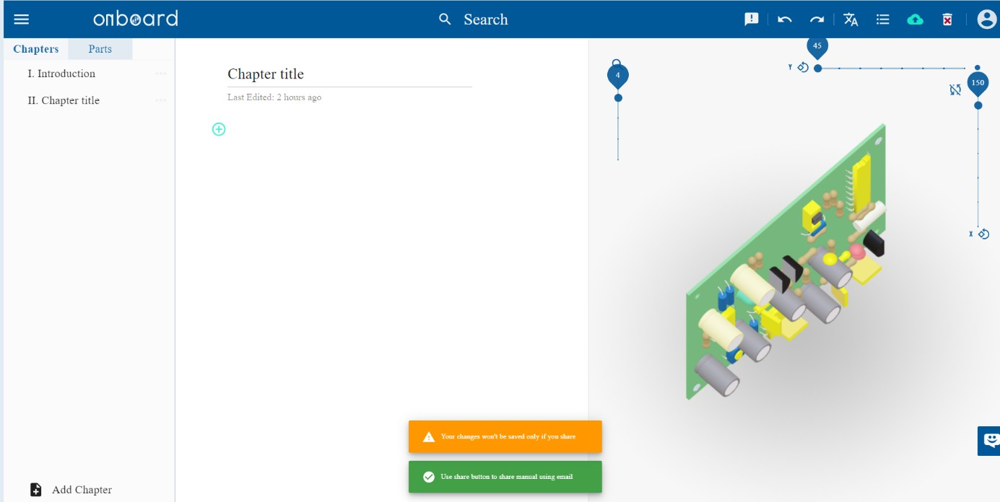 onboard
Search
Chapters
Parts
I. Introduction
II. Chapter title
Add Chapter
Chapter title
Last Edited: 2 hours ago
4
45
Y
150
X
Your changes won't be saved only if you share
Use share button to share manual using email